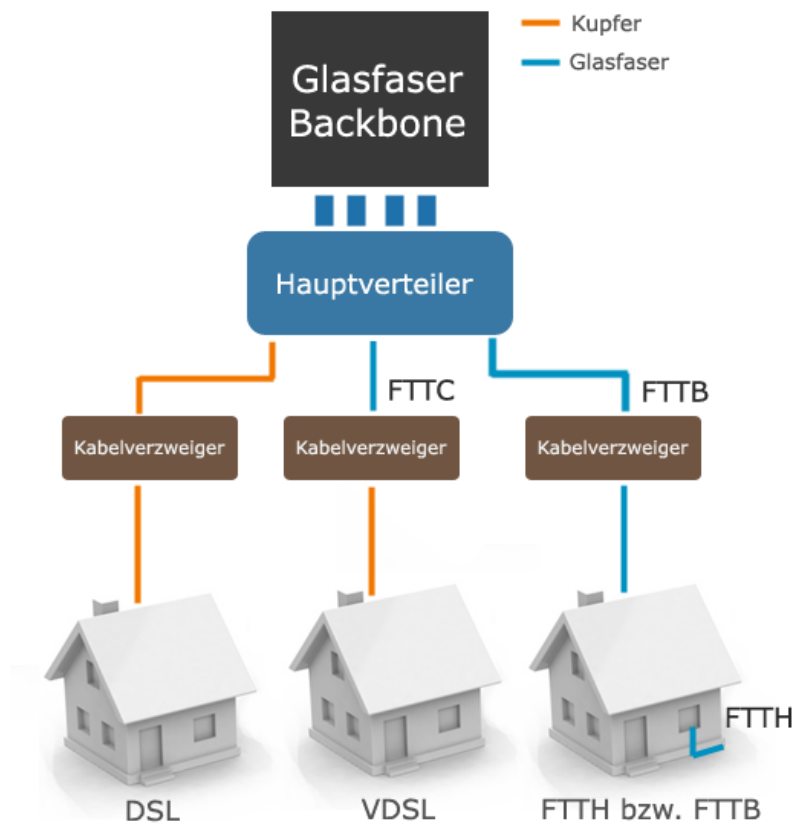 Kupfer
Glasfaser
Glasfaser
Backbone
Hauptverteiler
FTTC
FTTB
Kabelverzweiger
Kabelverzweiger
Kabelverzweiger
FTTH
DSL
VDSL
FTTH bzw. FTTB